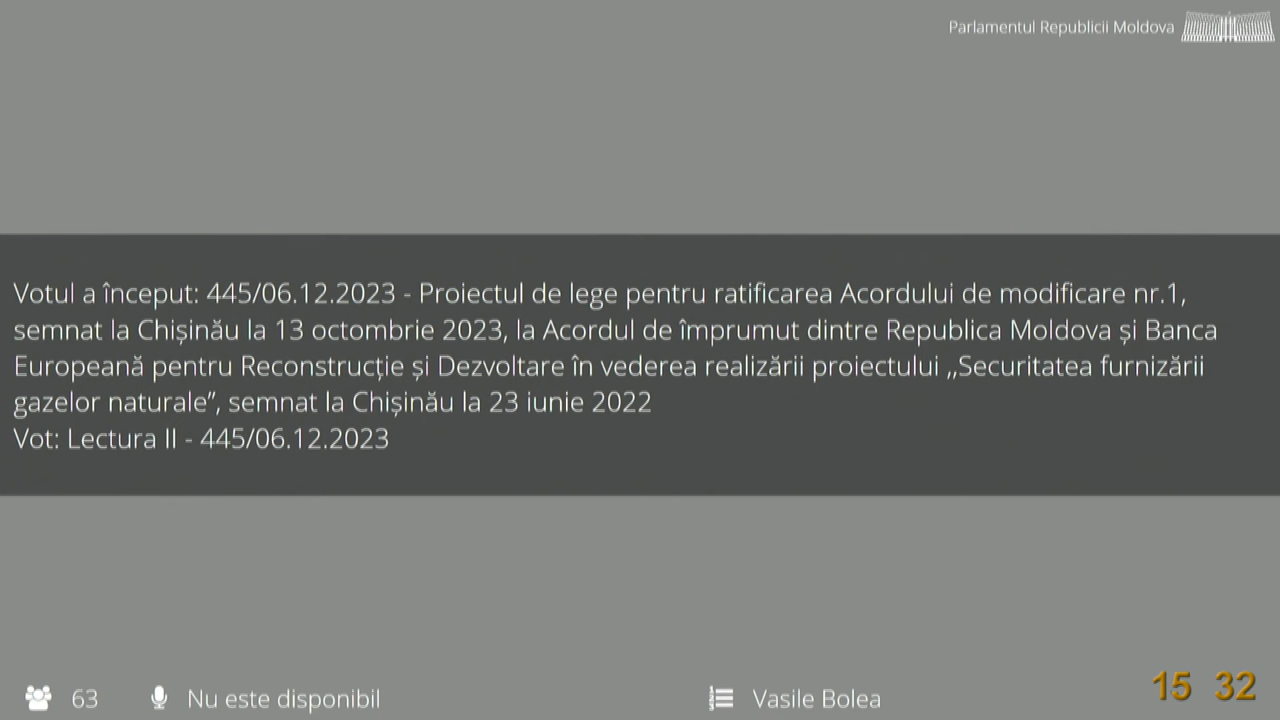 Parlamentul Republicii Moldova
Votul a început: 445/06.12.2023 - Proiectul de lege pentru ratificarea Acordului de modificare nr.1,
semnat la Chișinău la 13 octombrie 2023, la Acordul de împrumut dintre Republica Moldova și Banca
Europeană pentru Reconstrucție și Dezvoltare în vederea realizării proiectului ,,Securitatea furnizării
gazelor naturale”, semnat la Chișinău la 23 iunie 2022
Vot: Lectura II - 445/06.12.2023
63 Nu este disponibil Vasile Bolea 15 32